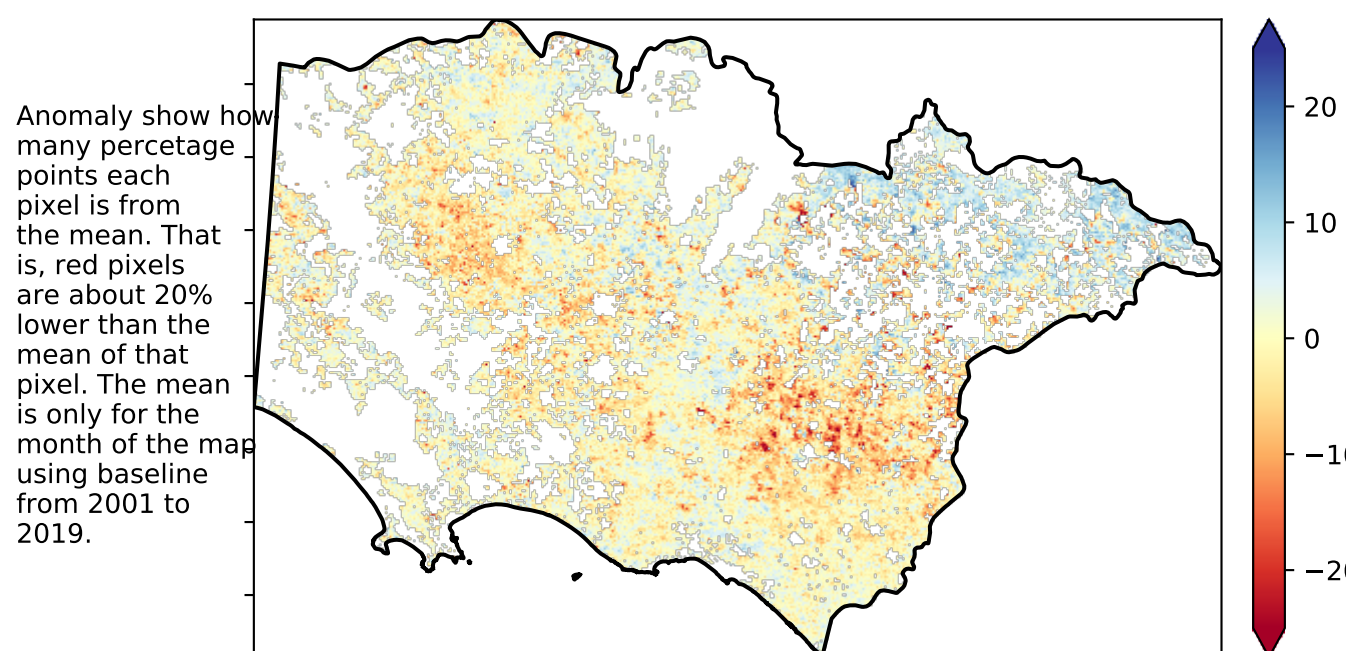 Anomaly show how
many percetage
points each
pixel is from
the mean. That
is, red pixels
are about 20%
lower than the
mean of that
pixel. The mean
is only for the
month of the map
using baseline
from 2001 to
2019.
20
10
0
−10
−20